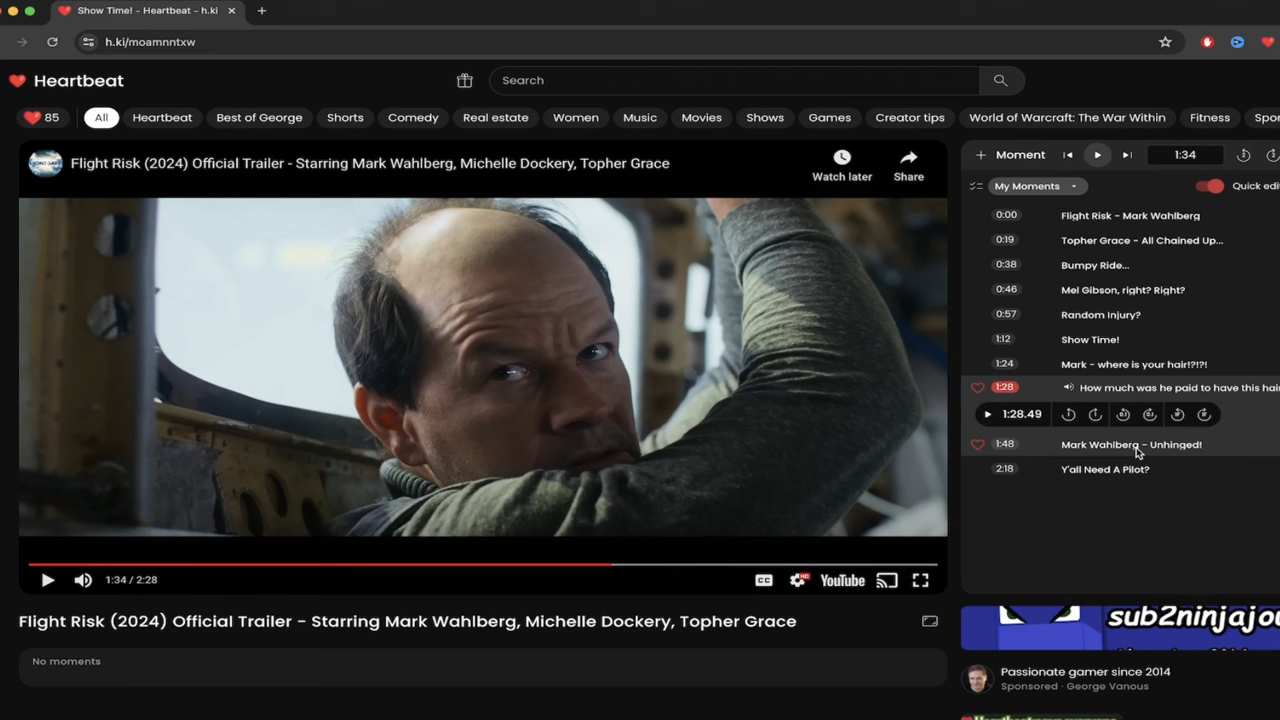 Show Time! - Heartbeat - h.ki
h.ki/moamnntxw
Heartbeat
Search
85
All
Heartbeat
Best of George
Shorts
Comedy
Real estate
Women
Music
Movies
Shows
Games
Creator tips
World of Warcraft: The War Within
Fitness
Spor
Flight Risk (2024) Official Trailer - Starring Mark Wahlberg, Michelle Dockery, Topher Grace
Watch later
Share
Moment
1:34
My Moments
Quick edi
0:00 Flight Risk - Mark Wahlberg
0:19 Topher Grace - All Chained Up...
0:38 Bumpy Ride...
0:46 Mel Gibson, right? Right?
0:57 Random Injury?
1:12 Show Time!
1:24 Mark - where is your hair!?!?!
1:28 How much was he paid to have this hai
1:28.49
1:48 Mark Wahlberg - Unhinged!
2:18 Y'all Need A Pilot?
1:34 / 2:28
CC
HD
YouTube
Flight Risk (2024) Official Trailer - Starring Mark Wahlberg, Michelle Dockery, Topher Grace
No moments
sub2ninjajou
Passionate gamer since 2014
Sponsored · George Vanous